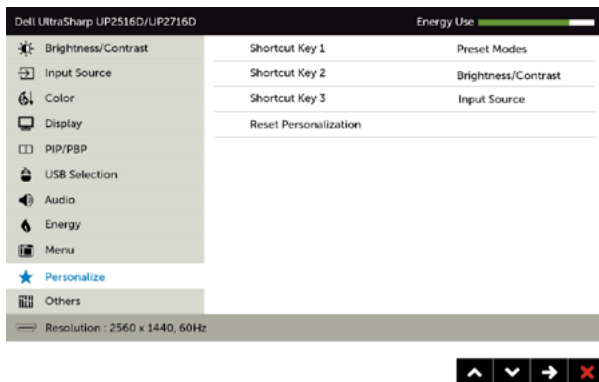 Dell UltraSharp UP2516D/UP2716D Energy Use
Brightness/Contrast Shortcut Key 1 Preset Modes
Input Source Shortcut Key 2 Brightness/Contrast
Color Shortcut Key 3 Input Source
Display Reset Personalization
PIP/PBP
USB Selection
Audio
Energy
Menu
Personalize
Others
Resolution : 2560 x 1440, 60Hz